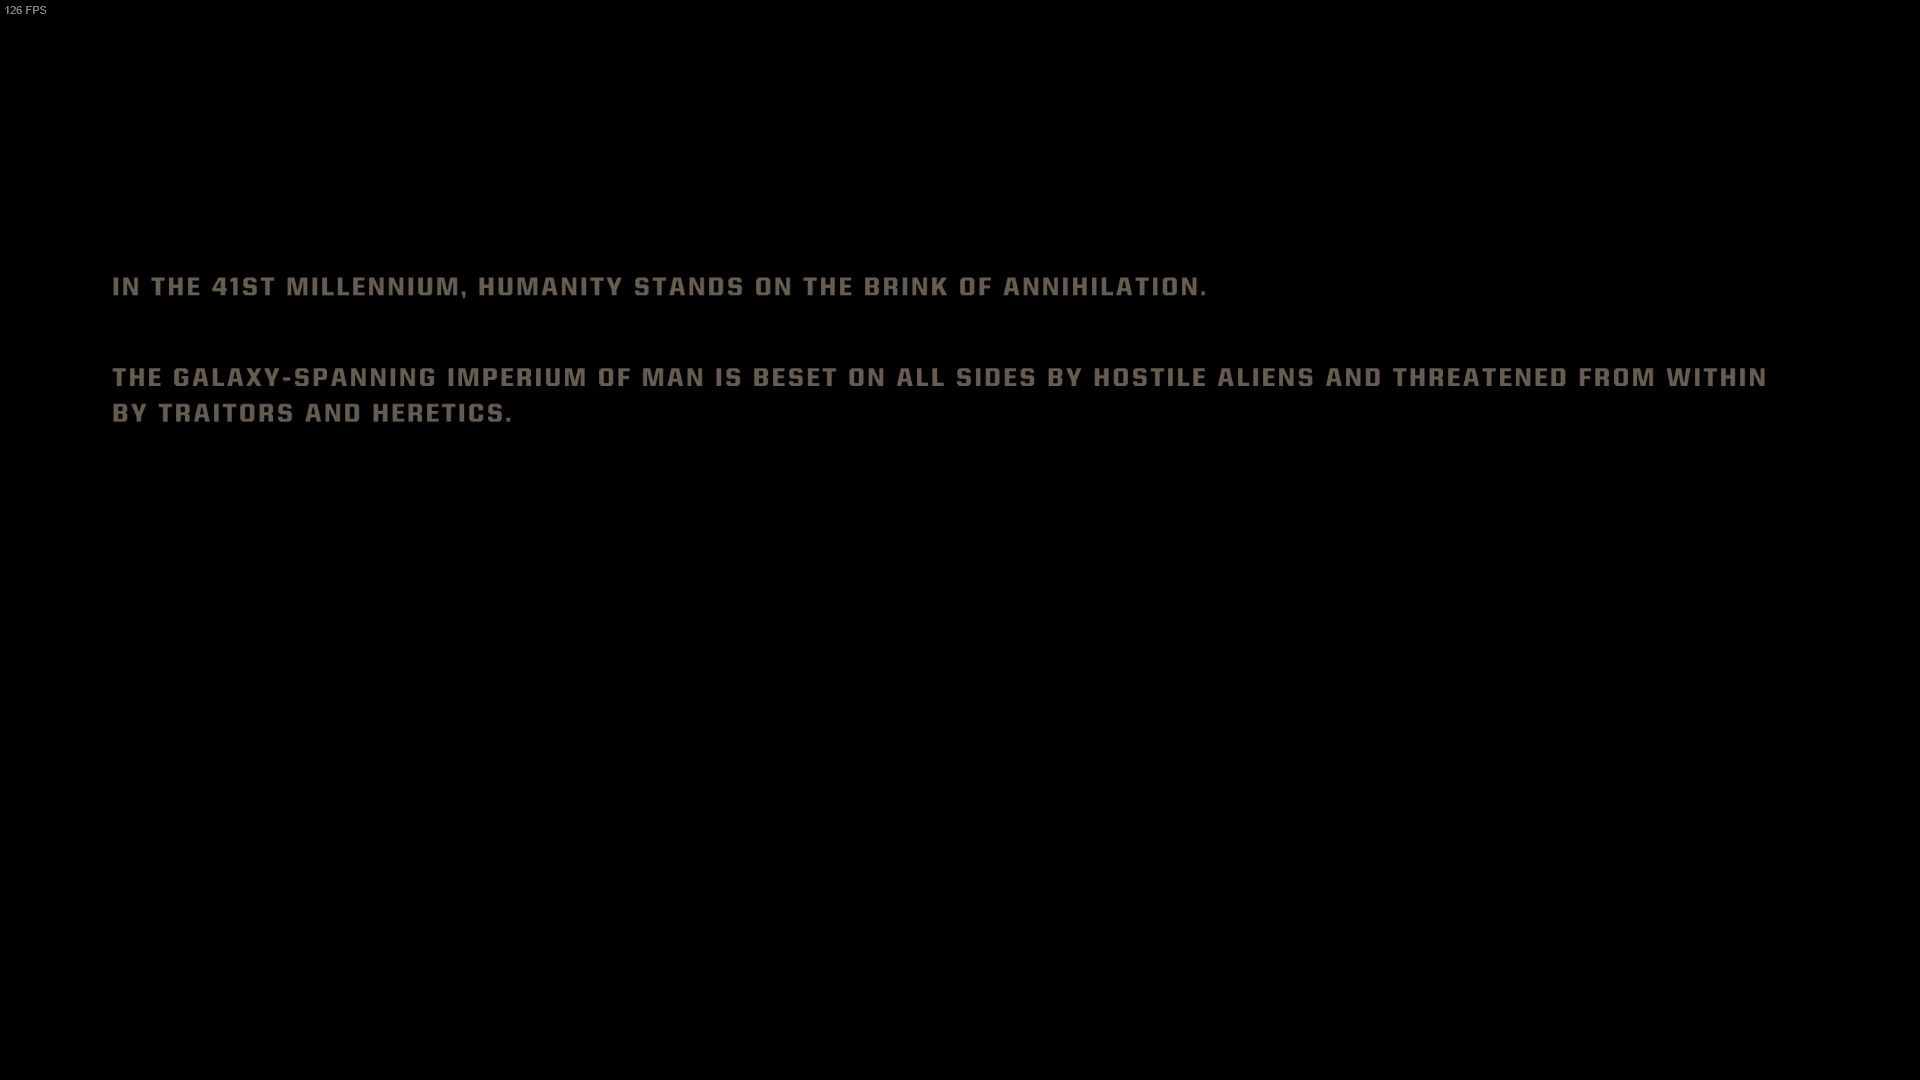 126 FPS
IN THE 41ST MILLENNIUM, HUMANITY STANDS ON THE BRINK OF ANNIHILATION.
THE GALAXY-SPANNING IMPERIUM OF MAN IS BESET ON ALL SIDES BY HOSTILE ALIENS AND THREATENED FROM WITHIN
BY TRAITORS AND HERETICS.